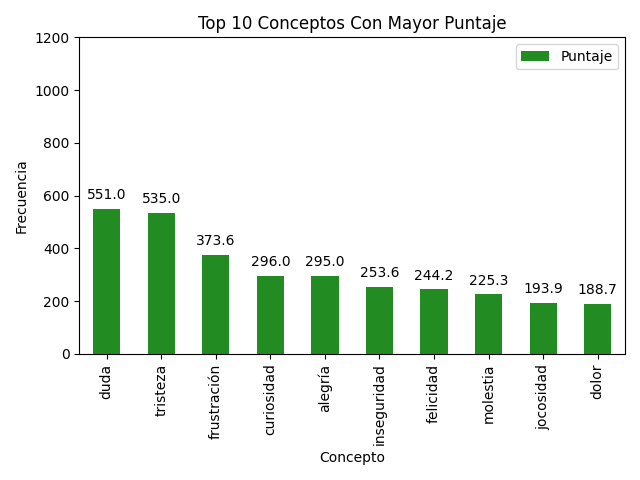 Top 10 Conceptos Con Mayor Puntaje
Puntaje
Frecuencia
1200
1000
800
600
400
200
0
551.0
535.0
373.6
296.0
295.0
253.6
244.2
225.3
193.9
188.7
duda
tristeza
frustración
curiosidad
alegría
inseguridad
felicidad
molestia
jocosidad
dolor
Concepto